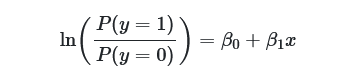 ln(P(y = 1)/P(y = 0)) = β₀ + β₁x